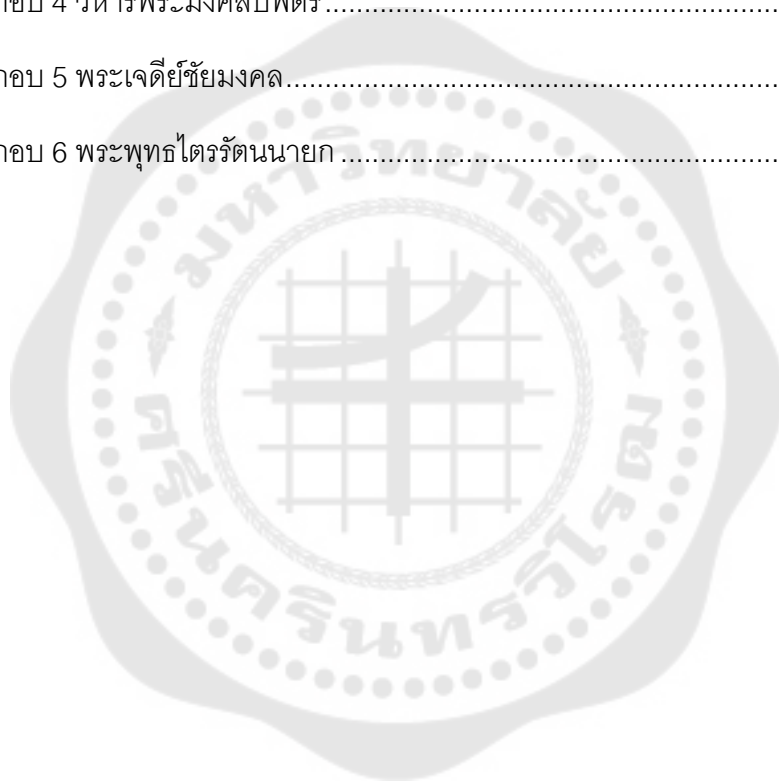 กอบ 4 วิหารพระมงคลบพิตร
กอบ 5 พระเจดีย์ชัยมงคล
กอบ 6 พระพุทธไตรรัตนนายก
มหาวิทยาลัย
ศรีนครินทรวิโรฒ